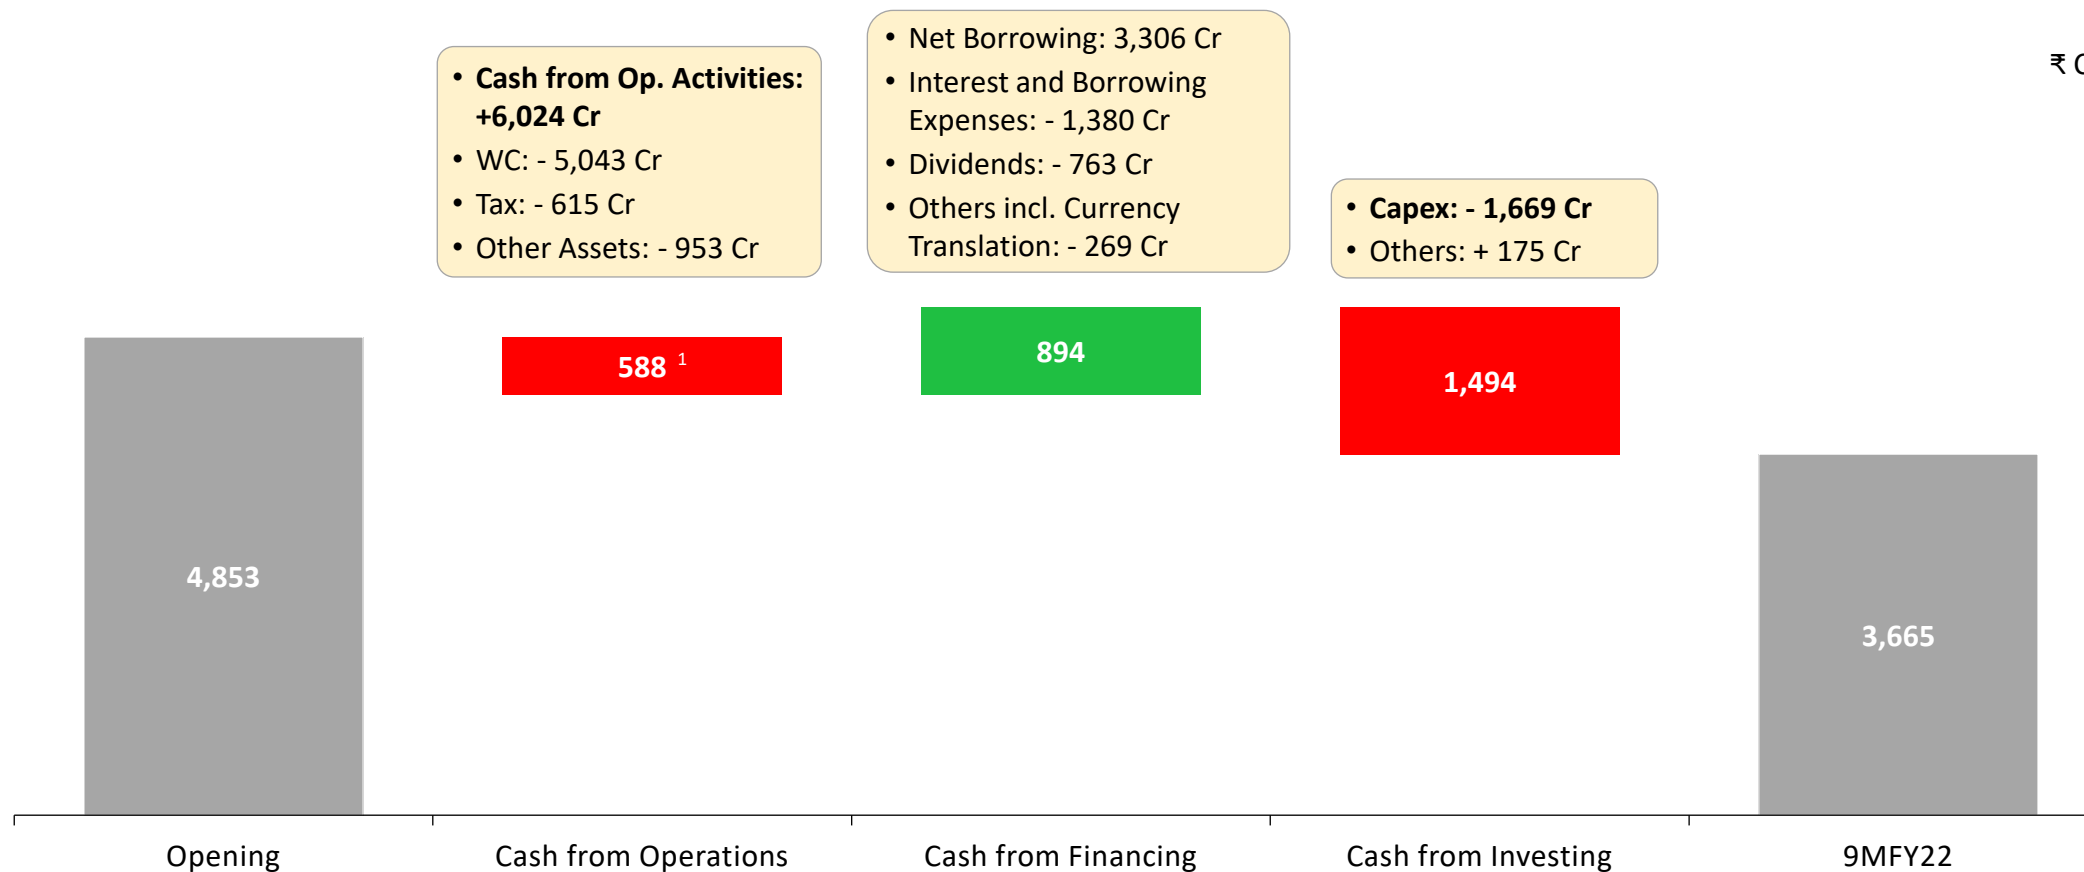 ₹ C
• Cash from Op. Activities:
+6,024 Cr
• WC: - 5,043 Cr
• Tax: - 615 Cr
• Other Assets: - 953 Cr
• Net Borrowing: 3,306 Cr
• Interest and Borrowing
Expenses: - 1,380 Cr
• Dividends: - 763 Cr
• Others incl. Currency
Translation: - 269 Cr
• Capex: - 1,669 Cr
• Others: + 175 Cr
4,853
588 ¹
894
1,494
3,665
Opening
Cash from Operations
Cash from Financing
Cash from Investing
9MFY22